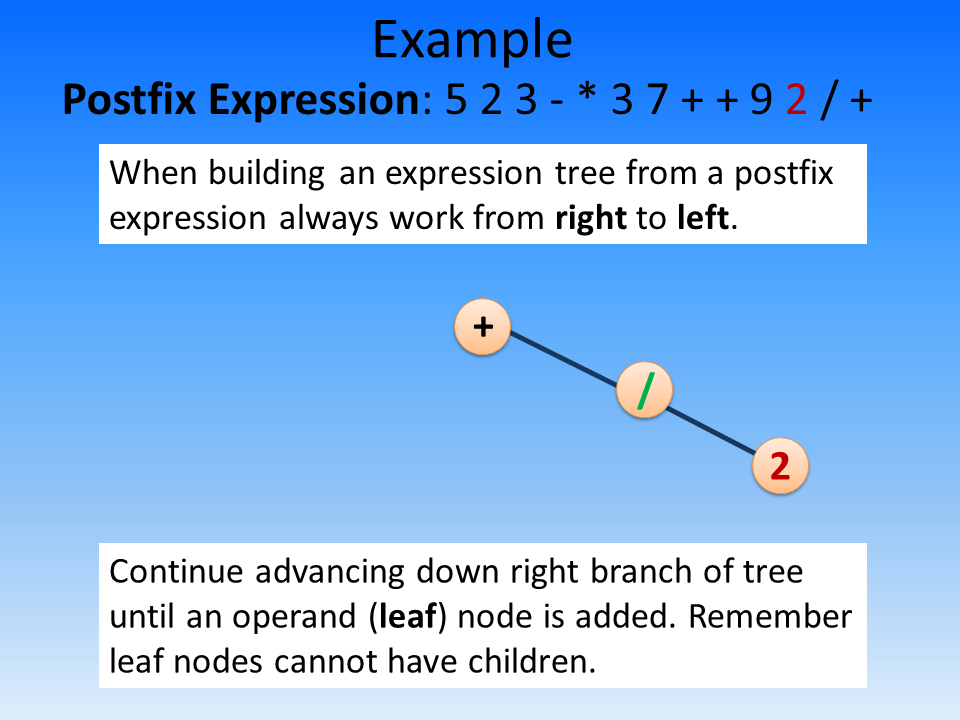 Example
Postfix Expression: 5 2 3 - * 3 7 + + 9 2 / +
When building an expression tree from a postfix
expression always work from right to left.
+
/
2
Continue advancing down right branch of tree
until an operand (leaf) node is added. Remember
leaf nodes cannot have children.